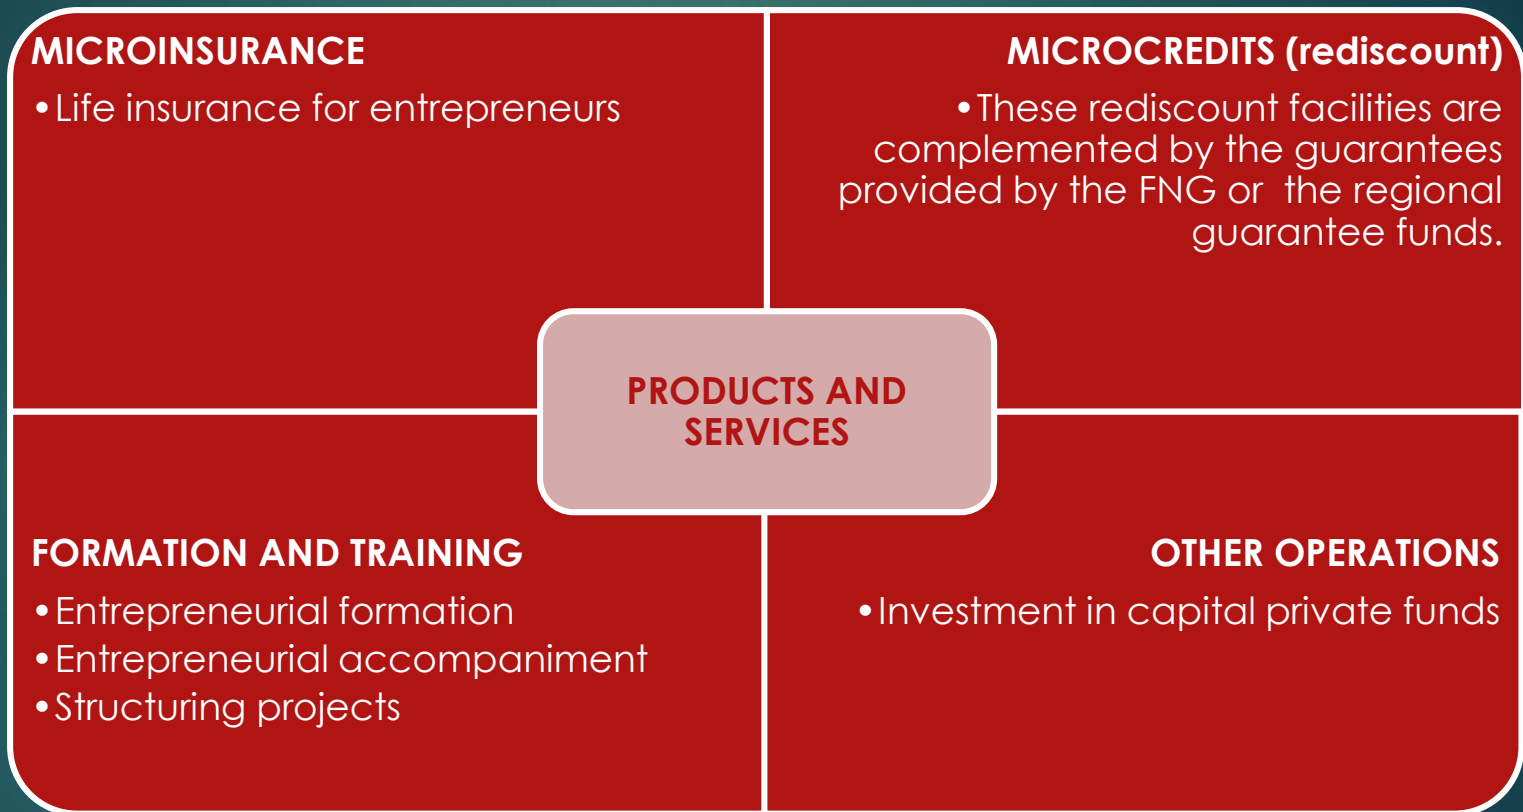 MICROINSURANCE
•Life insurance for entrepreneurs
MICROCREDITS (rediscount)
•These rediscount facilities are
complemented by the guarantees
provided by the FNG or the regional
guarantee funds.
PRODUCTS AND
SERVICES
FORMATION AND TRAINING
•Entrepreneurial formation
•Entrepreneurial accompaniment
•Structuring projects
OTHER OPERATIONS
•Investment in capital private funds